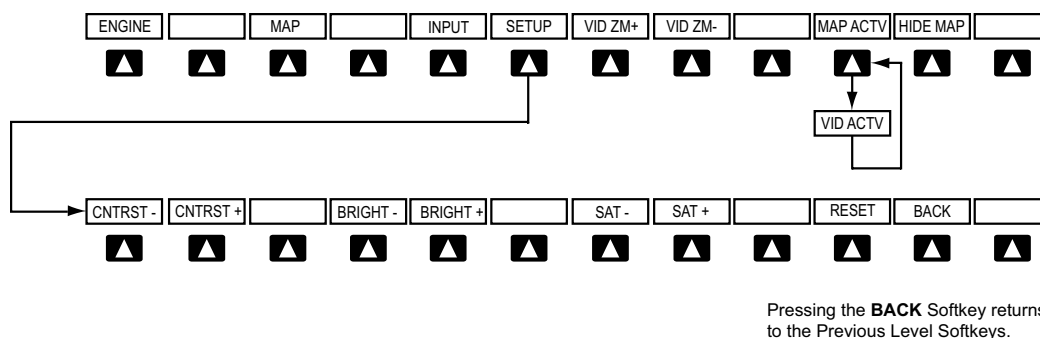 ENGINE MAP INPUT SETUP VID ZM+ VID ZM- MAP ACTV HIDE MAP
VID ACTV
CNTRST - CNTRST + BRIGHT - BRIGHT + SAT - SAT + RESET BACK
Pressing the BACK Softkey returns
to the Previous Level Softkeys.